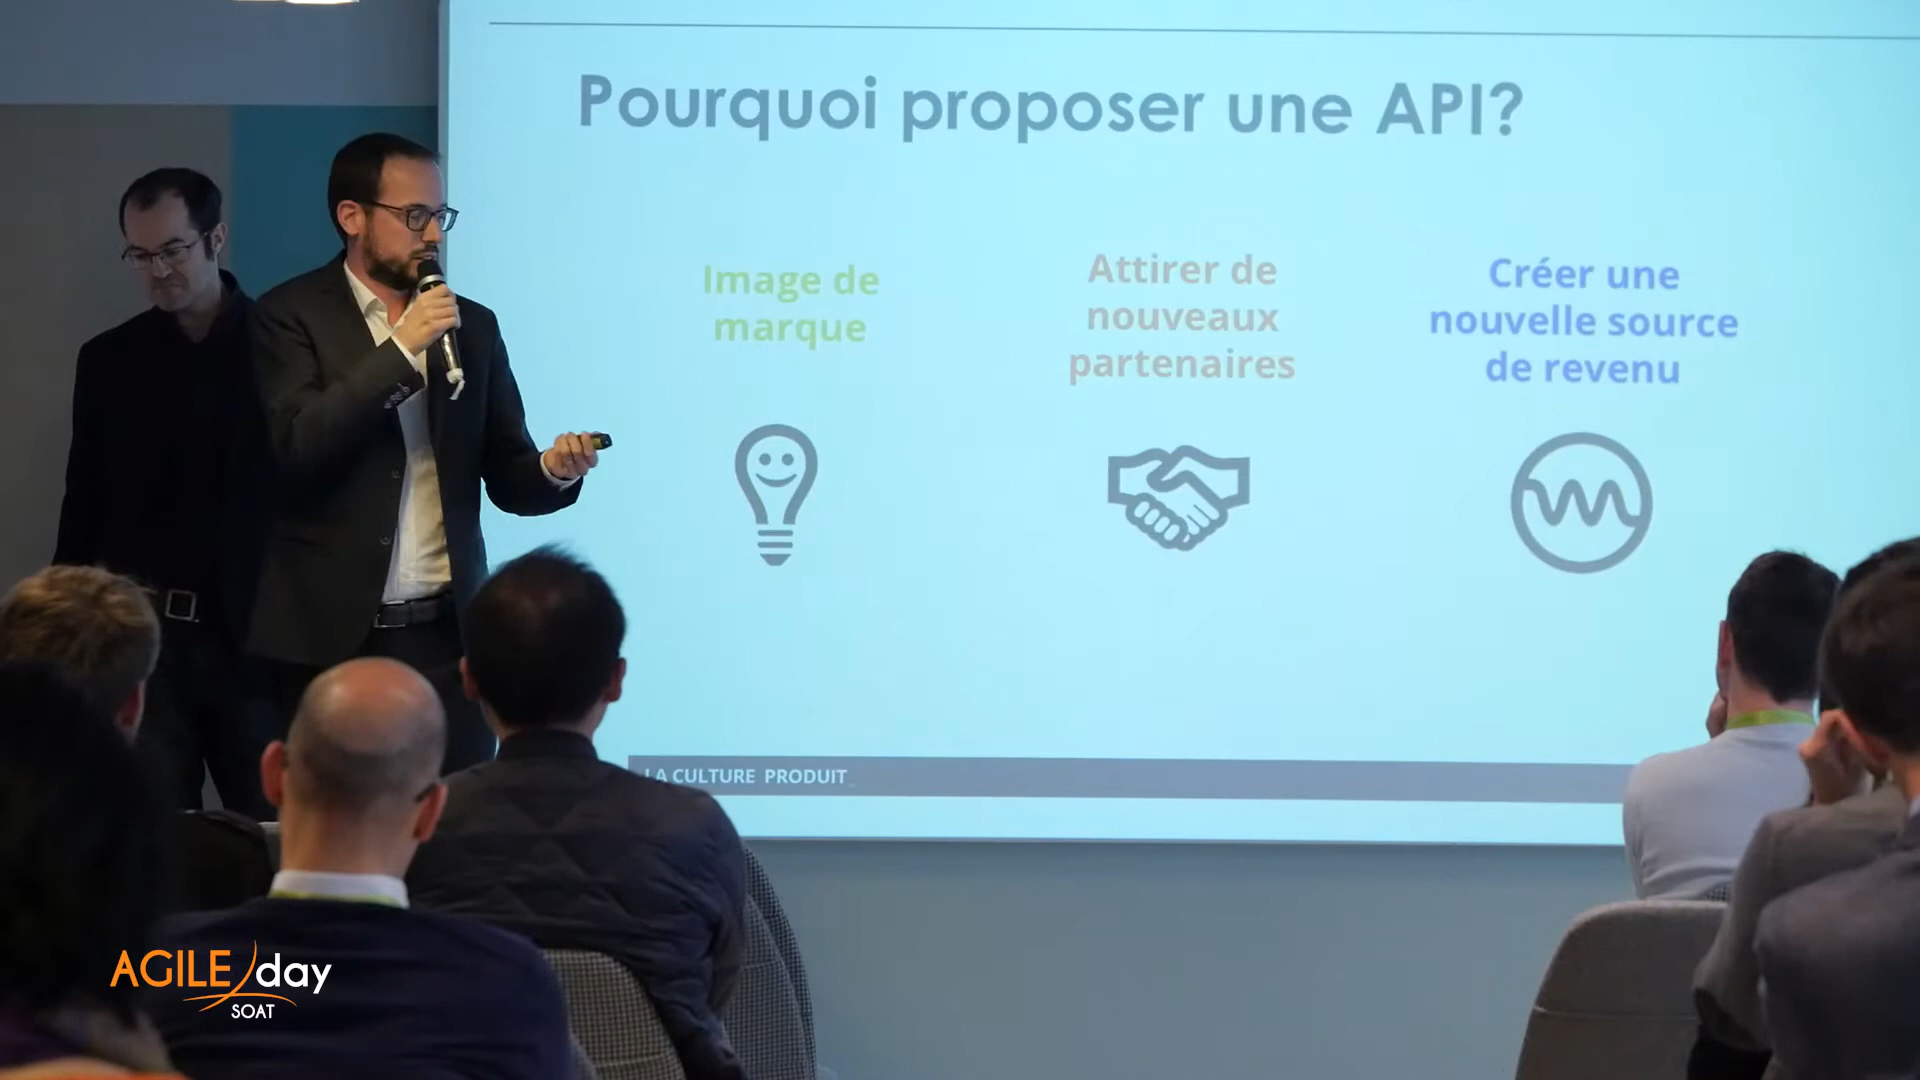 Pourquoi proposer une API?
Image de
marque
Attirer de
nouveaux
partenaires
Créer une
nouvelle source
de revenu
LA CULTURE PRODUIT_
AGILE day
SOAT